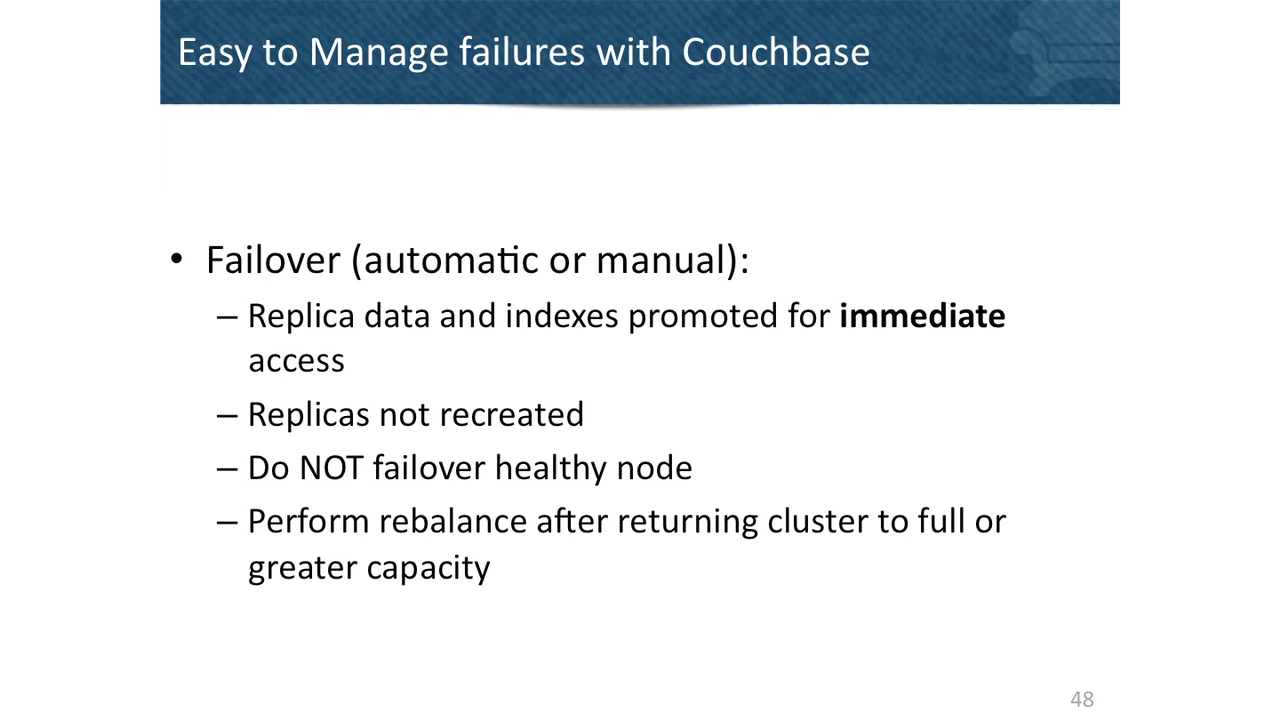 Easy to Manage failures with Couchbase
• Failover (automatic or manual):
– Replica data and indexes promoted for immediate
access
– Replicas not recreated
– Do NOT failover healthy node
– Perform rebalance after returning cluster to full or
greater capacity
48